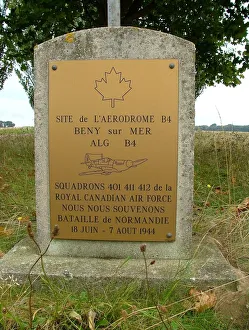 SITE de L'AERODROME B4
BENY sur MER
ALG B4
SQUADRONS 401 411 412 de la
ROYAL CANADIAN AIR FORCE
NOUS NOUS SOUVENONS
BATAILLE de NORMANDIE
18 JUIN - 7 AOUT 1944